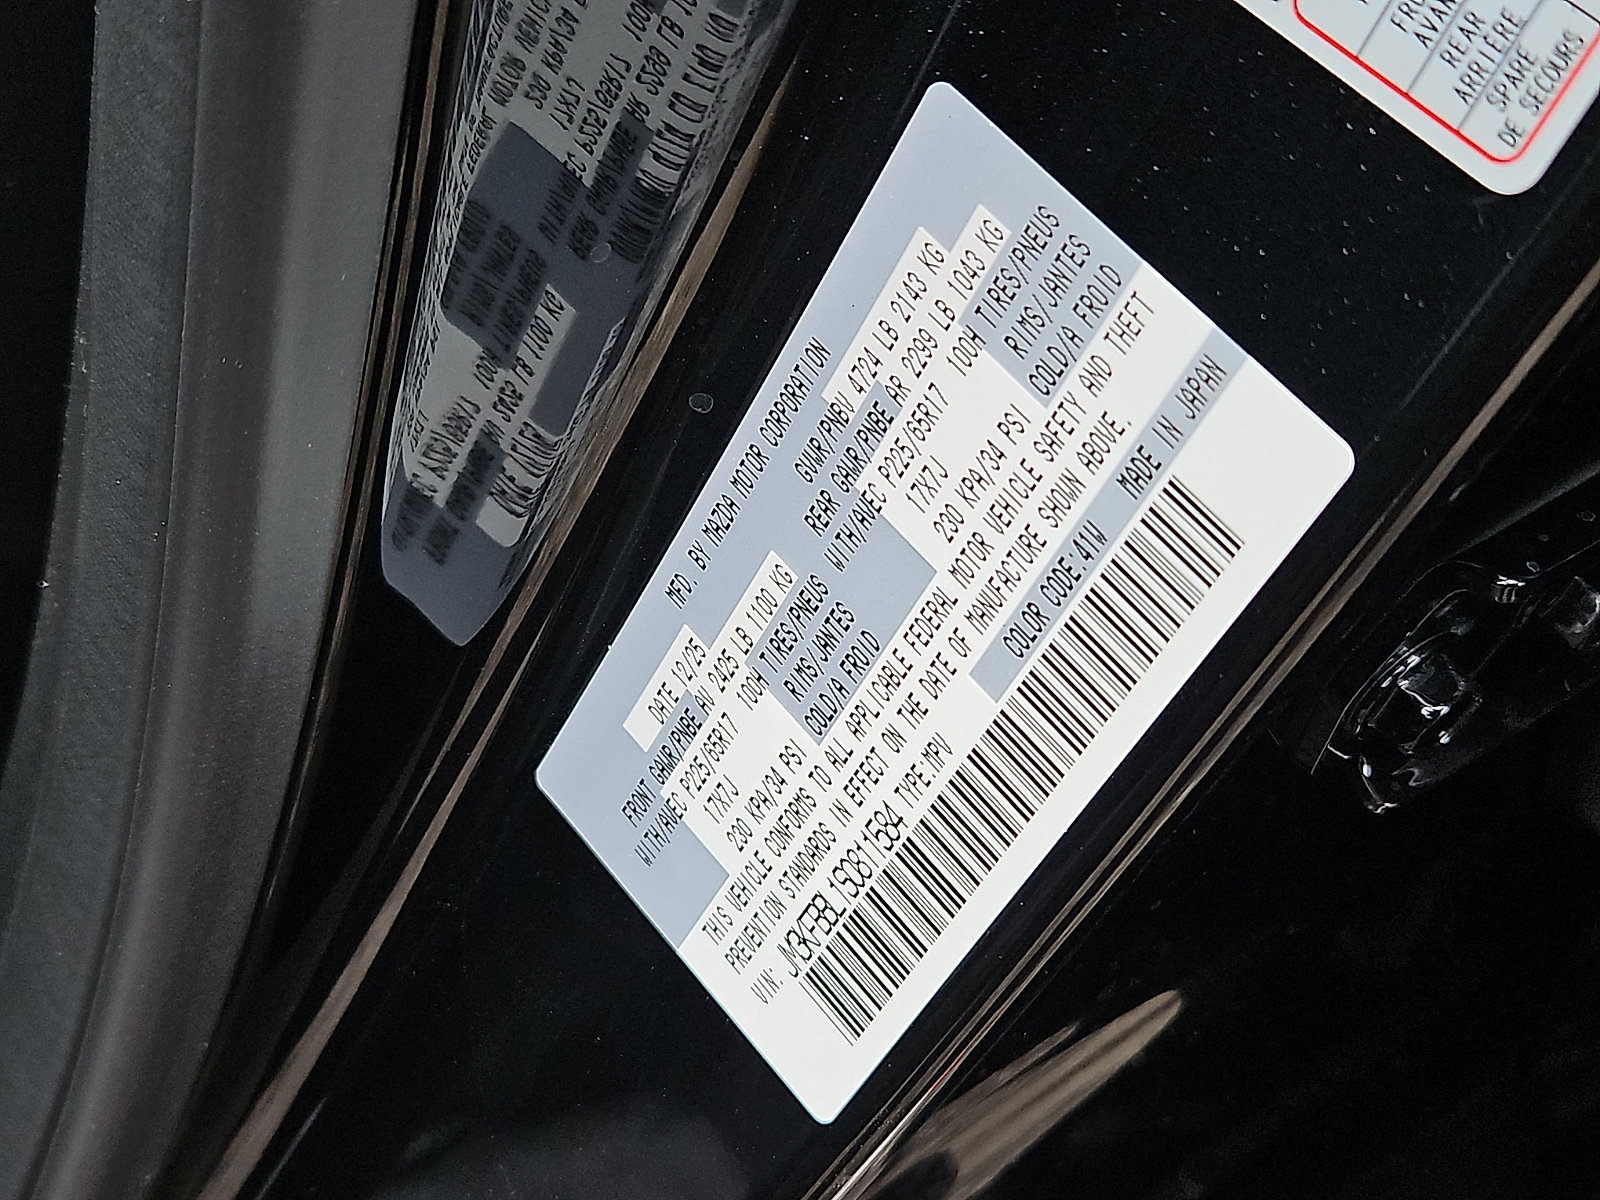 MFD. BY MAZDA MOTOR CORPORATION
DATE 12/25 GVWR/PNBV 4724 LB 2143 KG
FRONT GAWR/PNBE AV 2425 LB 1100 KG REAR GAWR/PNBE AR 2299 LB 1043 KG
WITH/AVEC P225/65R17 100H TIRES/PNEUS WITH/AVEC P225/65R17 100H TIRES/PNEUS
17X7J RIMS/JANTES 17X7J RIMS/JANTES
230 KPA/34 PSI COLD/A FROID 230 KPA/34 PSI COLD/A FROID
THIS VEHICLE CONFORMS TO ALL APPLICABLE FEDERAL MOTOR VEHICLE SAFETY AND THEFT
PREVENTION STANDARDS IN EFFECT ON THE DATE OF MANUFACTURE SHOWN ABOVE.
VIN: JM3KFBBL1S0811584 TYPE:MPV COLOR CODE:41W MADE IN JAPAN
AVAN
REAR
ARRIÈRE
SPARE
DE SECOURS